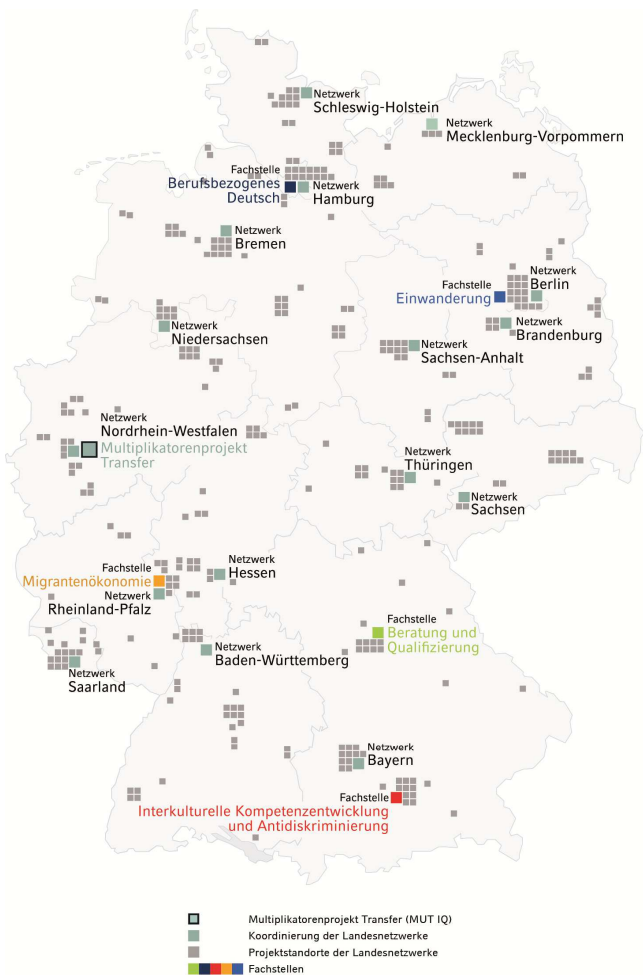 Netzwerk
Schleswig-Holstein
Netzwerk
Mecklenburg-Vorpommern
Fachstelle
Berufsbezogenes
Deutsch
Netzwerk
Hamburg
Netzwerk
Bremen
Netzwerk
Berlin
Fachstelle
Einwanderung
Netzwerk
Niedersachsen
Netzwerk
Brandenburg
Netzwerk
Sachsen-Anhalt
Netzwerk
Nordrhein-Westfalen
Multiplikatorenprojekt
Transfer
Netzwerk
Thüringen
Netzwerk
Sachsen
Fachstelle
Migrantenökonomie
Netzwerk
Hessen
Netzwerk
Rheinland-Pfalz
Fachstelle
Beratung und
Qualifizierung
Netzwerk
Baden-Württemberg
Netzwerk
Saarland
Netzwerk
Bayern
Fachstelle
Interkulturelle Kompetenzentwicklung
und Antidiskriminierung
Multiplikatorenprojekt Transfer (MUT IQ)
Koordinierung der Landesnetzwerke
Projektstandorte der Landesnetzwerke
Fachstellen